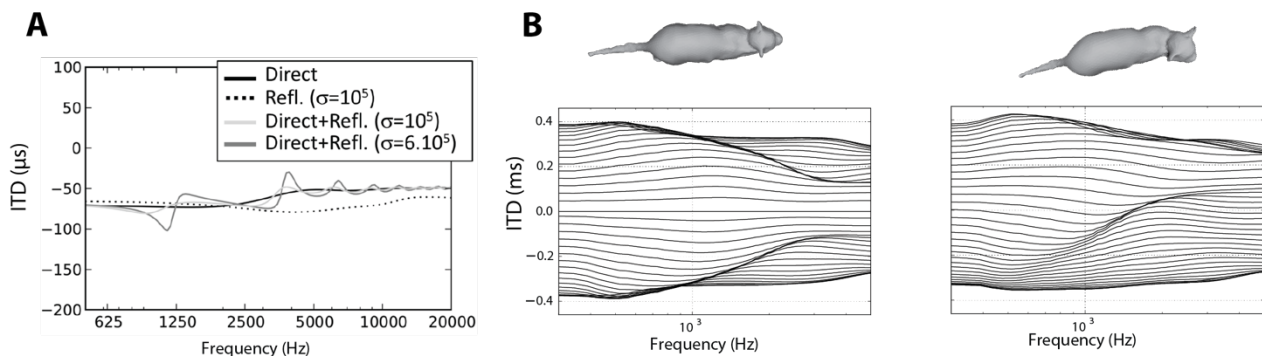 A
ITD (µs)
100
50
0
−50
−100
−150
−200
Direct
Refl. (σ=10⁵)
Direct+Refl. (σ=10⁵)
Direct+Refl. (σ=6.10⁵)
625 1250 2500 5000 10000 20000
Frequency (Hz)
B
ITD (ms)
0.4
0.2
0.0
−0.2
−0.4
10³
Frequency (Hz)
10³
Frequency (Hz)